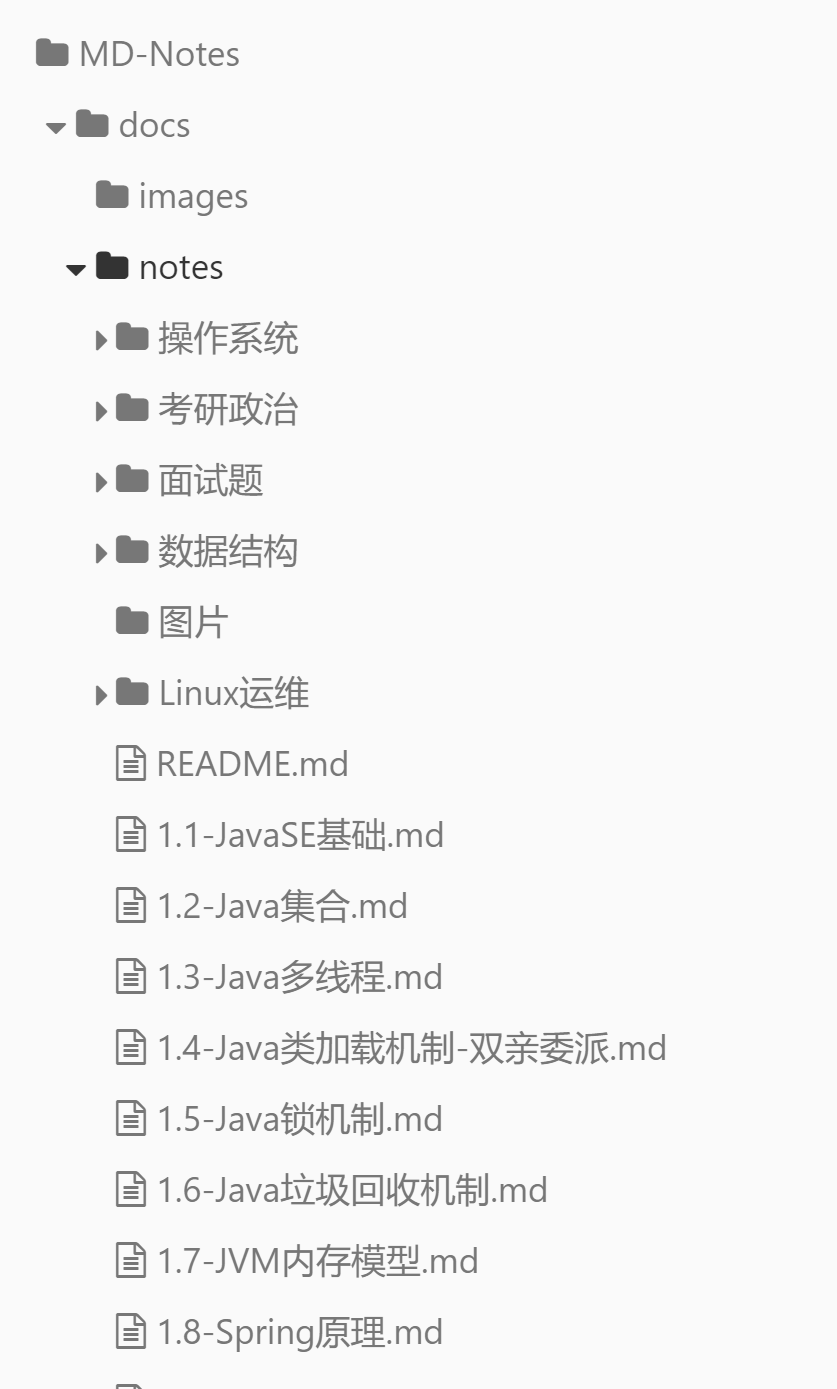 MD-Notes
docs
images
notes
操作系统
考研政治
面试题
数据结构
图片
Linux运维
README.md
1.1-JavaSE基础.md
1.2-Java集合.md
1.3-Java多线程.md
1.4-Java类加载机制-双亲委派.md
1.5-Java锁机制.md
1.6-Java垃圾回收机制.md
1.7-JVM内存模型.md
1.8-Spring原理.md